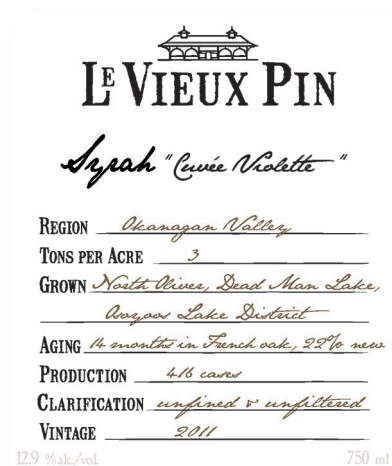 LE VIEUX PIN
Syrah "Cuvée Violette"
REGION Okanagan Valley
TONS PER ACRE 3
GROWN North Oliver, Dead Man Lake,
Osoyoos Lake District
AGING 14 months in French oak, 22% new
PRODUCTION 416 cases
CLARIFICATION unfined & unfiltered
VINTAGE 2011
12.9 % alc./vol. 750 ml